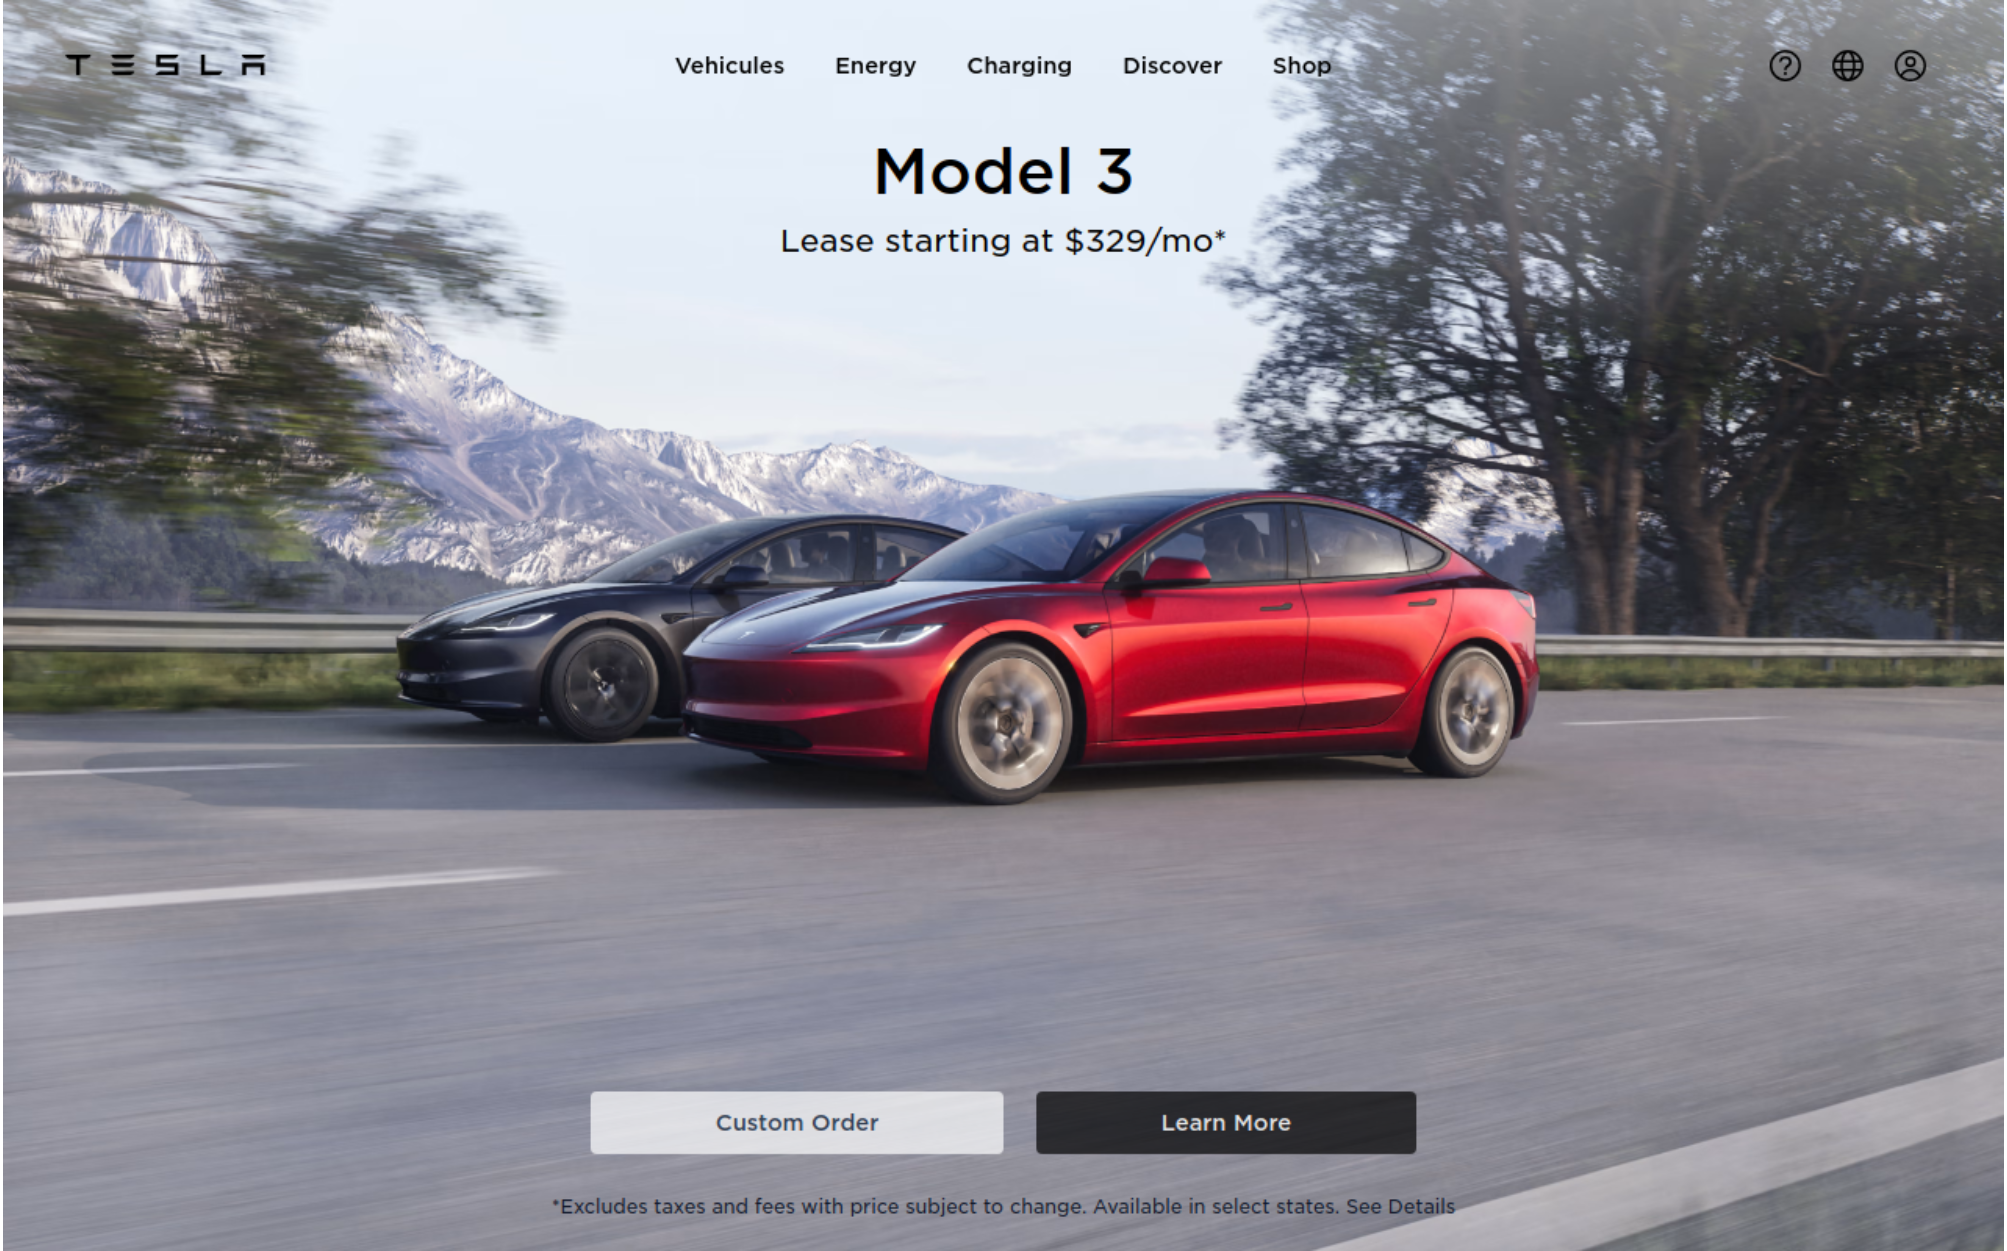 TESLA
Vehicules Energy Charging Discover Shop
Model 3
Lease starting at $329/mo*
Custom Order Learn More
*Excludes taxes and fees with price subject to change. Available in select states. See Details